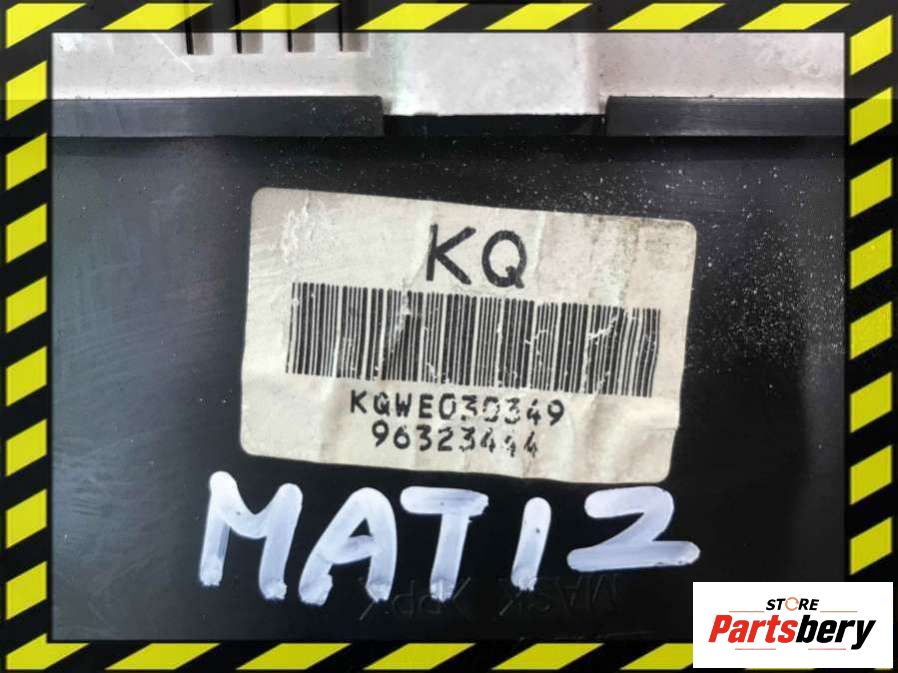 KQ
KQWE030349
96323444
MATIZ
STORE
Partsbery